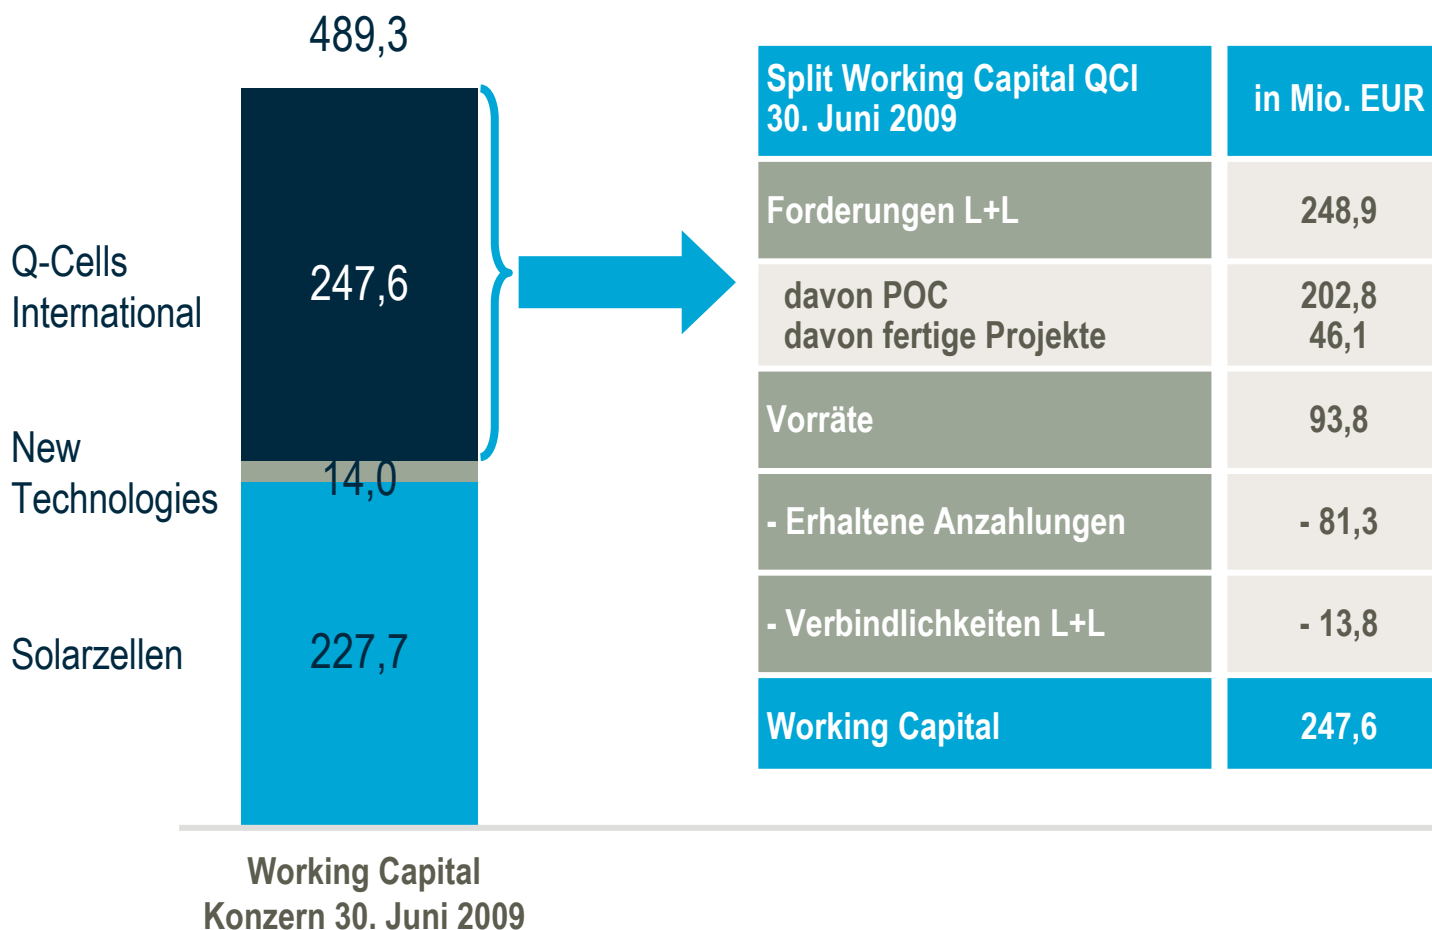 489,3
Q-Cells
International
247,6
New
Technologies
14,0
Solarzellen
227,7
Working Capital
Konzern 30. Juni 2009
Split Working Capital QCI
30. Juni 2009
in Mio. EUR
Forderungen L+L
248,9
davon POC
202,8
davon fertige Projekte
46,1
Vorräte
93,8
- Erhaltene Anzahlungen
- 81,3
- Verbindlichkeiten L+L
- 13,8
Working Capital
247,6